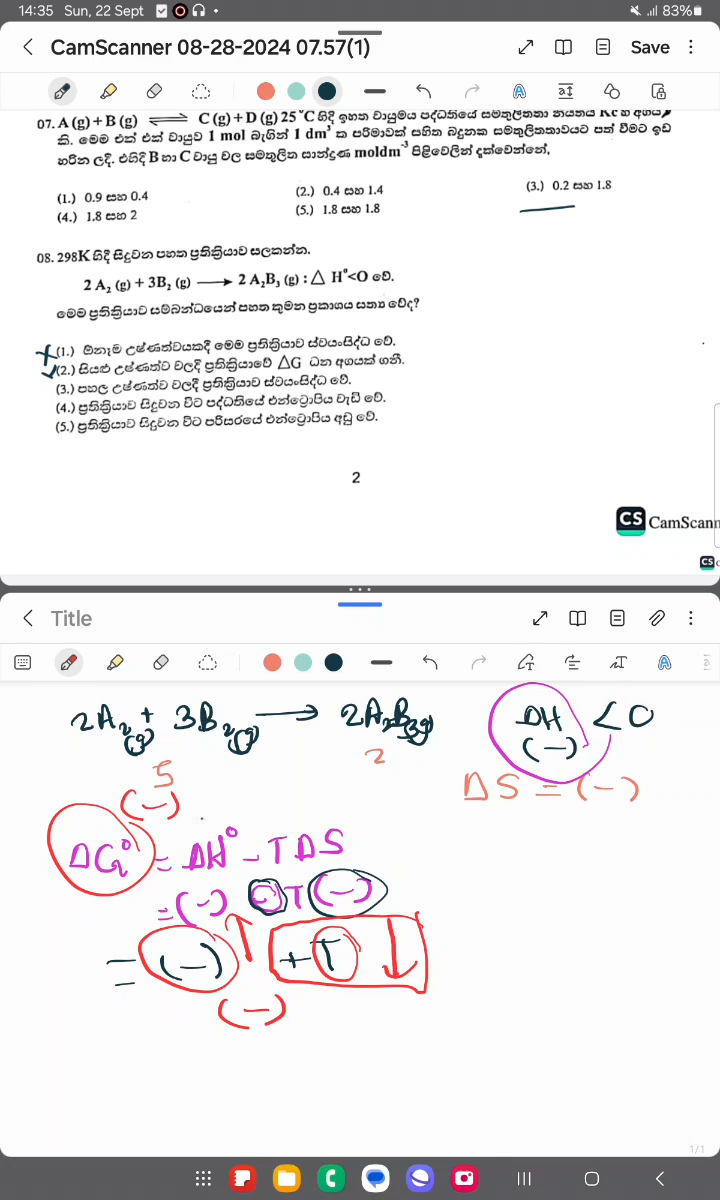 14:35 Sun, 22 Sept 83%
CamScanner 08-28-2024 07.57(1) Save
07. A (g) + B (g) ⇌ C (g) + D (g) 25 °C හිදී ඉහත වායුමය පද්ධතියේ සමතුලිතතා නියතය Kc හි අගය
කි. මෙම එක් එක් වායුව 1 mol බැගින් 1 dm³ ක පරිමාවක් සහිත බඳුනක සමතුලිතතාවයට පත් වීමට ඉඩ
හරින ලදි. එහිදී B හා C වායු වල සමතුලිත සාන්ද්‍රණ moldm⁻³ පිළිවෙලින් දැක්වෙන්නේ,
(1.) 0.9 සහ 0.4 (2.) 0.4 සහ 1.4 (3.) 0.2 සහ 1.8
(4.) 1.8 සහ 2 (5.) 1.8 සහ 1.8
08. 298K හිදී සිදුවන පහත ප්‍රතික්‍රියාව සලකන්න.
2 A₂ (g) + 3B₂ (g) ⟶ 2 A₂B₃ (g) : △ H°<O වේ.
මෙම ප්‍රතික්‍රියාව සම්බන්ධයෙන් පහත කුමන ප්‍රකාශය සත්‍ය වේද?
(1.) ඕනෑම උෂ්ණත්වයකදී මෙම ප්‍රතික්‍රියාව ස්වයංසිද්ධ වේ.
(2.) සියළු උෂ්ණත්ව වලදී ප්‍රතික්‍රියාවේ △G ධන අගයක් ගනී.
(3.) පහල උෂ්ණත්ව වලදී ප්‍රතික්‍රියාව ස්වයංසිද්ධ වේ.
(4.) ප්‍රතික්‍රියාව සිදුවන විට පද්ධතියේ එන්ට්‍රොපිය වැඩි වේ.
(5.) ප්‍රතික්‍රියාව සිදුවන විට පරිසරයේ එන්ට්‍රොපිය අඩු වේ.
2
CS CamScann
CS
Title
2A₂(g) + 3B₂(g) ⟶ 2A₂B₃(g) ΔH < O
(-)
5 2
ΔS = (-)
(-)
ΔG° = ΔH° - TΔS
= (-) - T (-)
= (-) + T
(-)
1/1